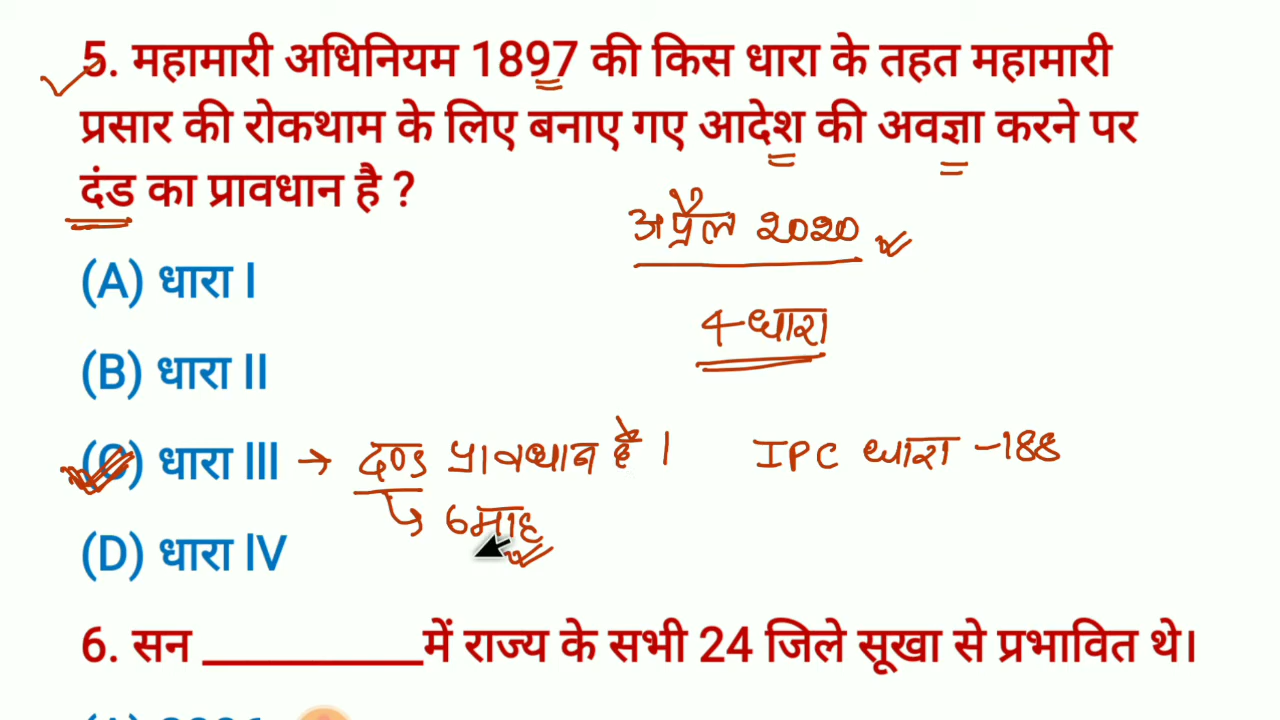 5. महामारी अधिनियम 1897 की किस धारा के तहत महामारी
प्रसार की रोकथाम के लिए बनाए गए आदेश की अवज्ञा करने पर
दंड का प्रावधान है ?
अप्रैल 2020
(A) धारा I
4 धारा
(B) धारा II
(C) धारा III → दण्ड प्रावधान है । IPC धारा - 188
6 माह
(D) धारा IV
6. सन __________में राज्य के सभी 24 जिले सूखा से प्रभावित थे।